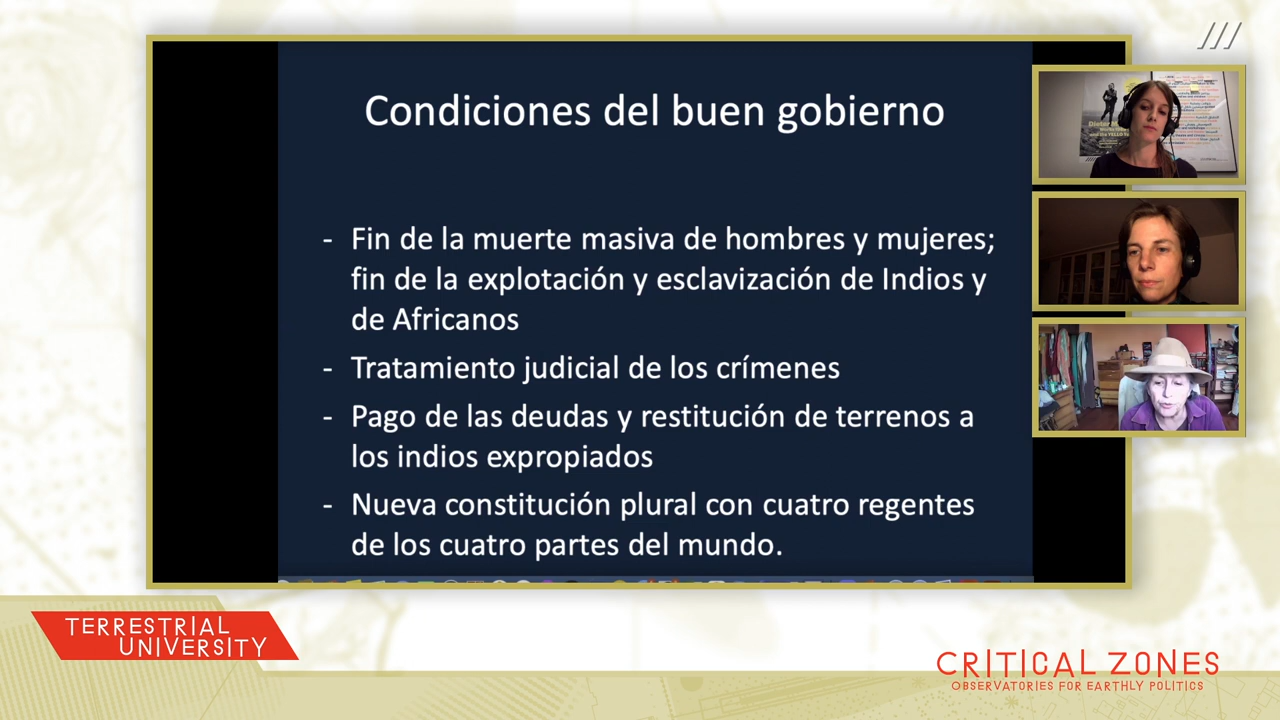 Condiciones del buen gobierno
- Fin de la muerte masiva de hombres y mujeres;
fin de la explotación y esclavización de Indios y
de Africanos
- Tratamiento judicial de los crímenes
- Pago de las deudas y restitución de terrenos a
los indios expropiados
- Nueva constitución plural con cuatro regentes
de los cuatro partes del mundo.
TERRESTRIAL
UNIVERSITY
CRITICAL ZONES
OBSERVATORIES FOR EARTHLY POLITICS